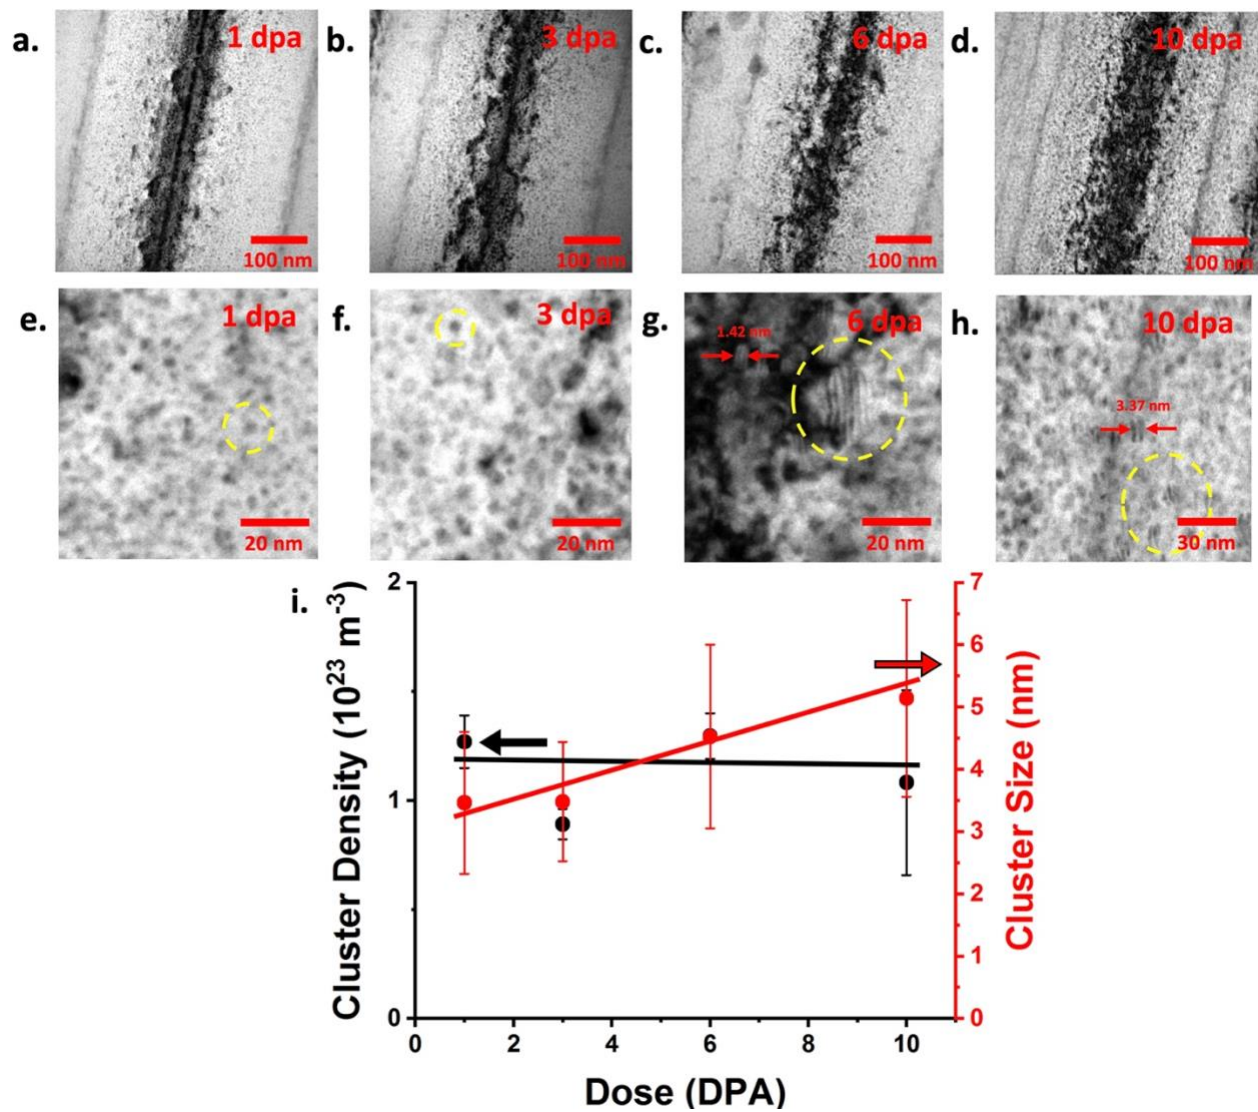 a.
1 dpa
100 nm
b.
3 dpa
100 nm
c.
6 dpa
100 nm
d.
10 dpa
100 nm
e.
1 dpa
20 nm
f.
3 dpa
20 nm
g.
6 dpa
1.42 nm
20 nm
h.
10 dpa
3.37 nm
30 nm
i.
Cluster Density (10²³ m⁻³)
2
1
0
0
2
4
6
8
10
Dose (DPA)
7
6
5
4
3
2
1
0
Cluster Size (nm)